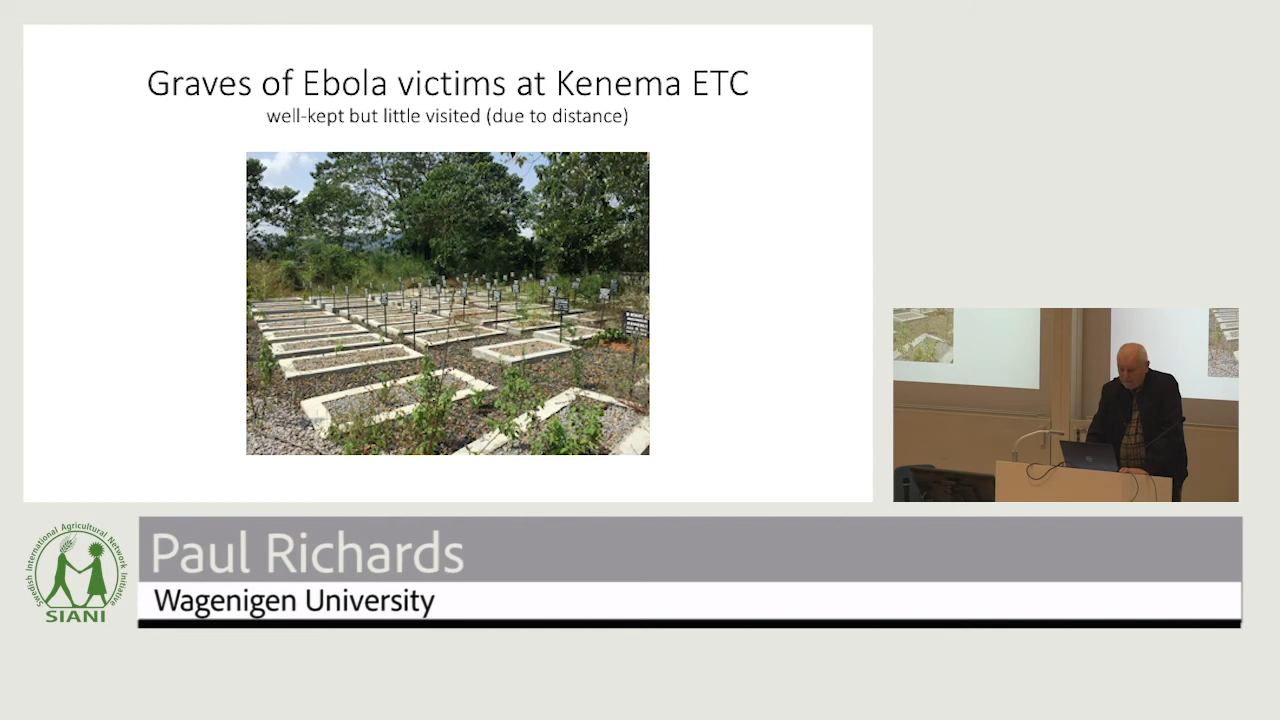 Graves of Ebola victims at Kenema ETC
well-kept but little visited (due to distance)
Paul Richards
Wagenigen University
Swedish International Agricultural Network Initiative
SIANI